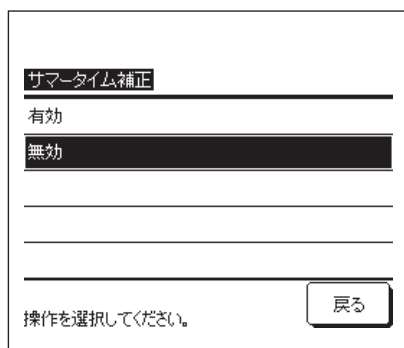 サマータイム補正
有効
無効
操作を選択してください。
戻る